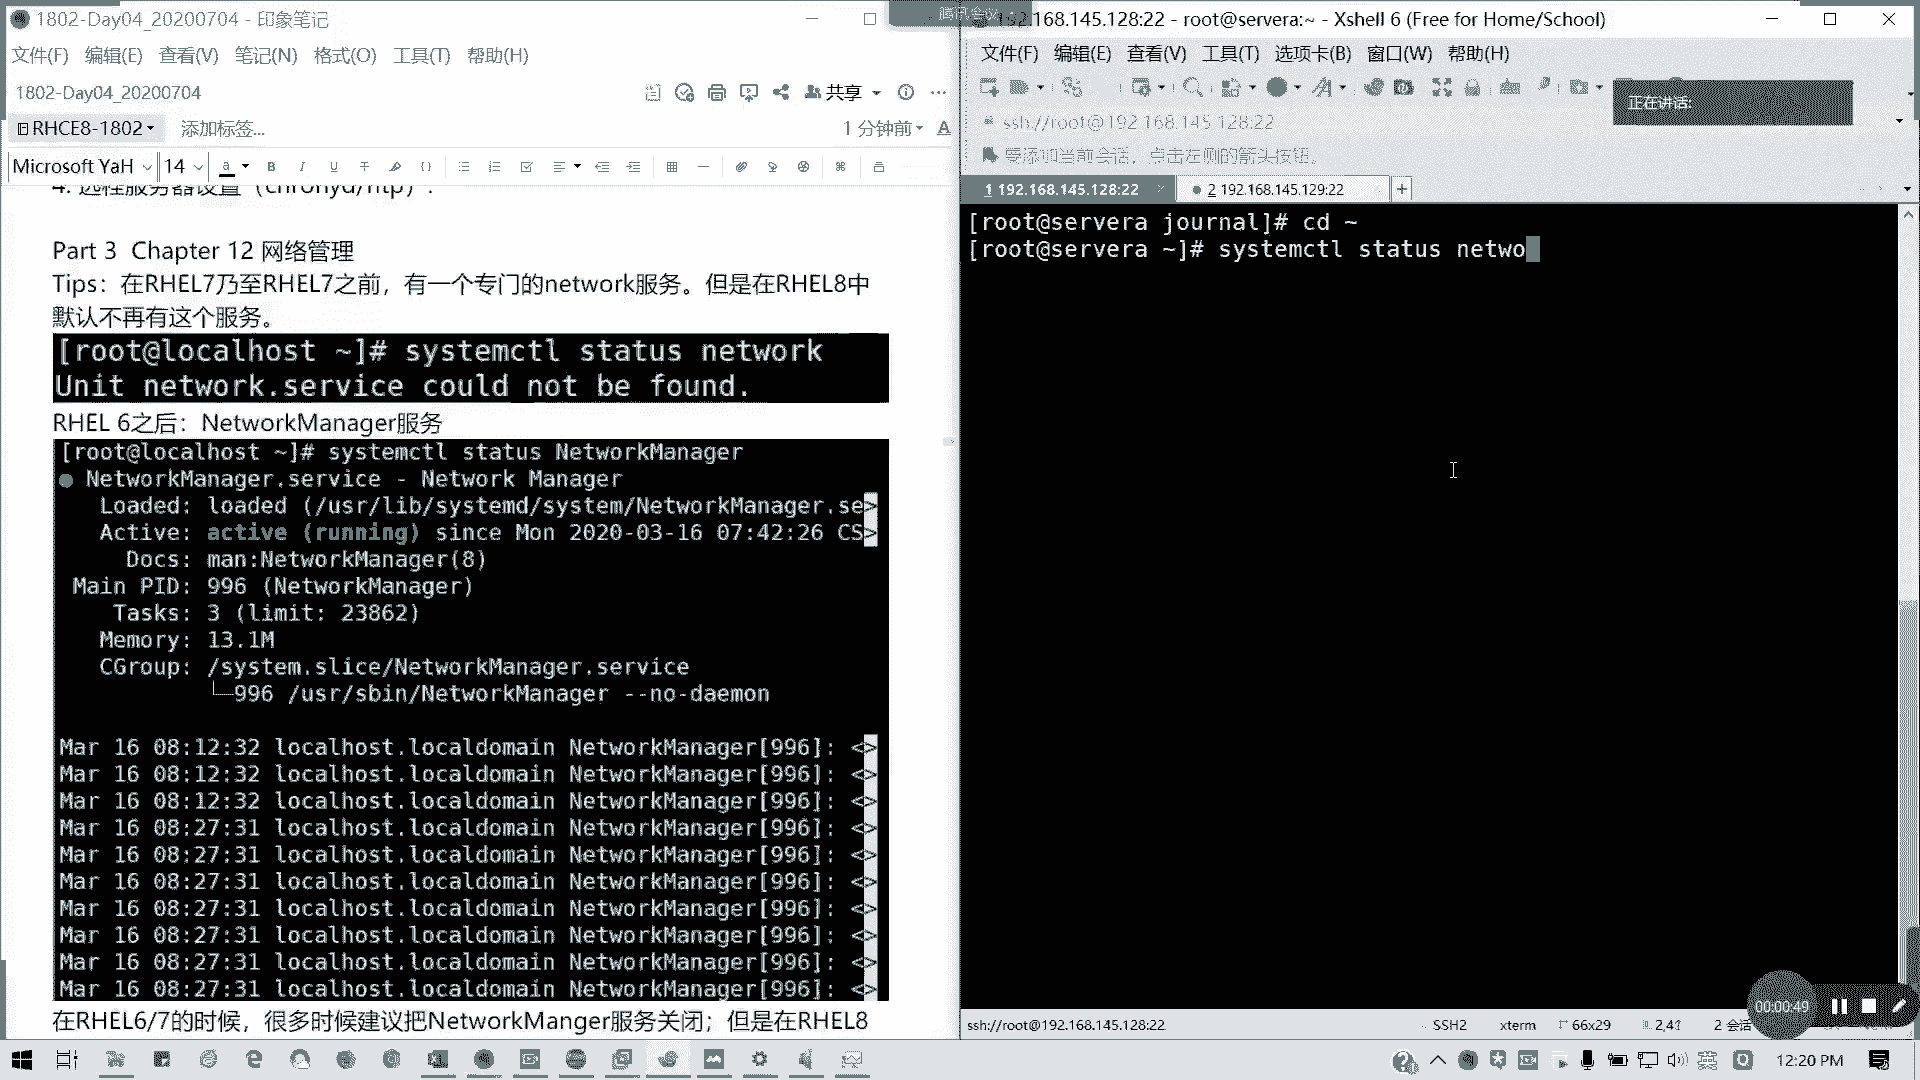 1802-Day04_20200704 - 印象笔记
文件(F) 编辑(E) 查看(V) 笔记(N) 格式(O) 工具(T) 帮助(H)
1802-Day04_20200704
共享
RHCE8-1802
添加标签...
1 分钟前
Microsoft YaH 14
4. 远程服务器设置（chronyd/ntp）:
Part 3 Chapter 12 网络管理
Tips：在RHEL7乃至RHEL7之前，有一个专门的network服务。但是在RHEL8中
默认不再有这个服务。
[root@localhost ~]# systemctl status network
Unit network.service could not be found.
RHEL 6之后：NetworkManager服务
[root@localhost ~]# systemctl status NetworkManager
● NetworkManager.service - Network Manager
Loaded: loaded (/usr/lib/systemd/system/NetworkManager.se>
Active: active (running) since Mon 2020-03-16 07:42:26 CS>
Docs: man:NetworkManager(8)
Main PID: 996 (NetworkManager)
Tasks: 3 (limit: 23862)
Memory: 13.1M
CGroup: /system.slice/NetworkManager.service
└─996 /usr/sbin/NetworkManager --no-daemon
Mar 16 08:12:32 localhost.localdomain NetworkManager[996]: <>
Mar 16 08:12:32 localhost.localdomain NetworkManager[996]: <>
Mar 16 08:12:32 localhost.localdomain NetworkManager[996]: <>
Mar 16 08:27:31 localhost.localdomain NetworkManager[996]: <>
Mar 16 08:27:31 localhost.localdomain NetworkManager[996]: <>
Mar 16 08:27:31 localhost.localdomain NetworkManager[996]: <>
Mar 16 08:27:31 localhost.localdomain NetworkManager[996]: <>
Mar 16 08:27:31 localhost.localdomain NetworkManager[996]: <>
Mar 16 08:27:31 localhost.localdomain NetworkManager[996]: <>
Mar 16 08:27:31 localhost.localdomain NetworkManager[996]: <>
在RHEL6/7的时候，很多时候建议把NetworkManger服务关闭；但是在RHEL8
腾讯会议
192.168.145.128:22 - root@servera:~ - Xshell 6 (Free for Home/School)
文件(F) 编辑(E) 查看(V) 工具(T) 选项卡(B) 窗口(W) 帮助(H)
正在讲话:
ssh://root@192.168.145.128:22
要添加当前会话，点击左侧的箭头按钮。
1 192.168.145.128:22
2 192.168.145.129:22
[root@servera journal]# cd ~
[root@servera ~]# systemctl status netwo
00:00:49
ssh://root@192.168.145.128:22
SSH2
xterm
66x29
2,41
2 会话
英
12:20 PM